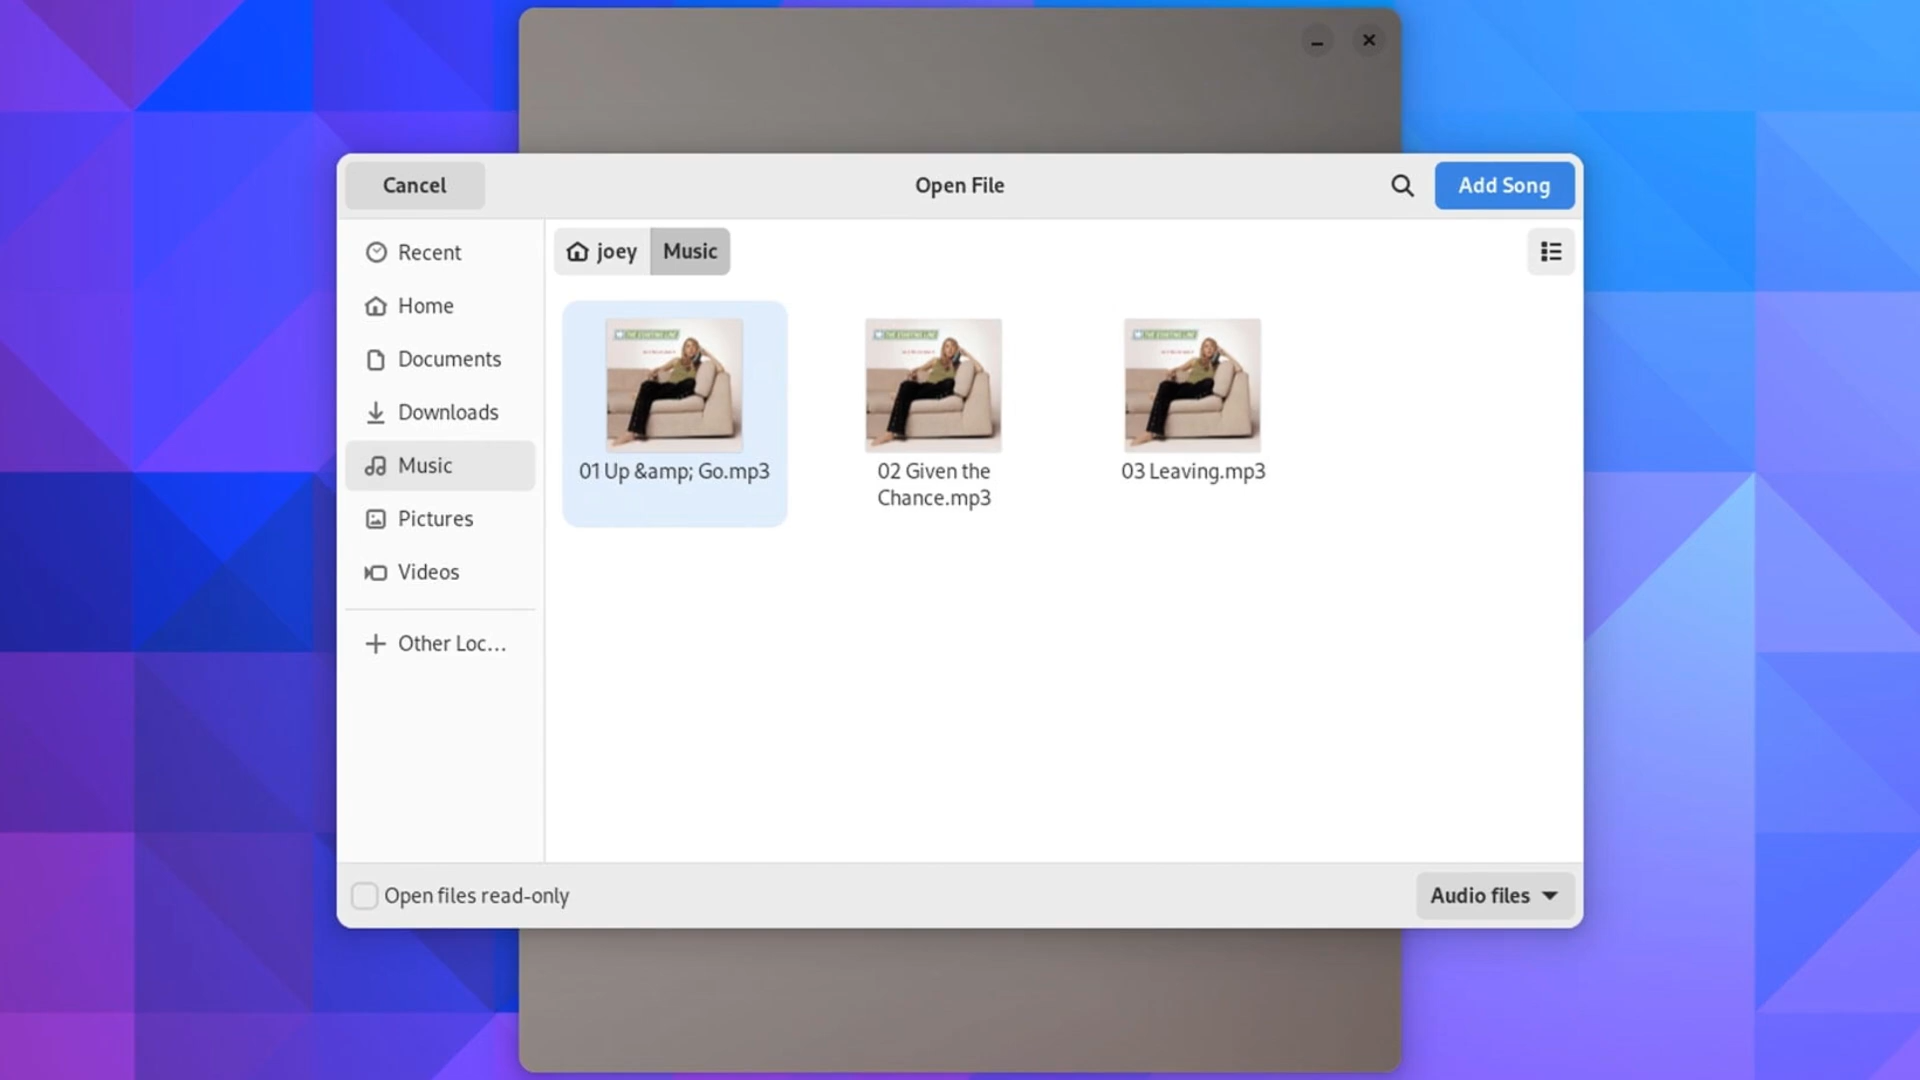 Cancel
Open File
Add Song
Recent
Home
Documents
Downloads
Music
Pictures
Videos
Other Loc...
joey
Music
01 Up &amp; Go.mp3
02 Given the
Chance.mp3
03 Leaving.mp3
Open files read-only
Audio files